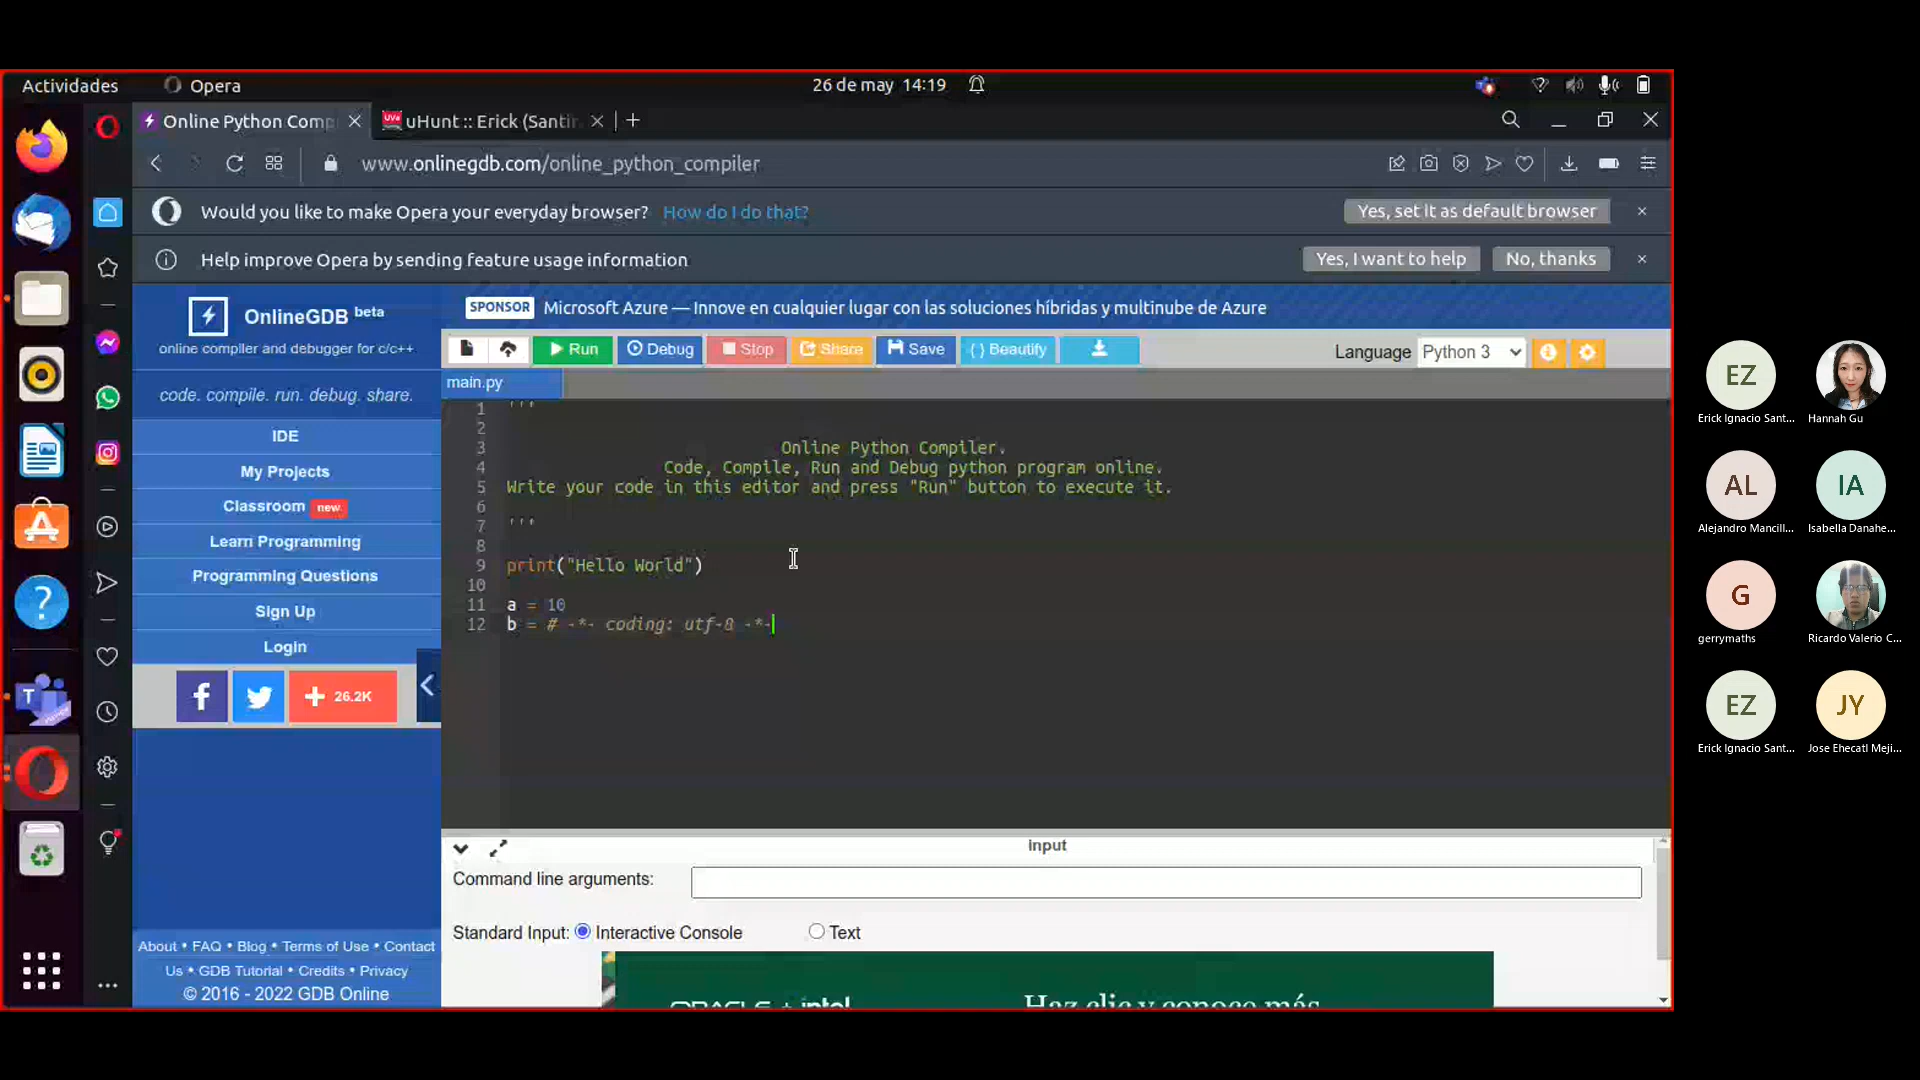 Actividades Opera 26 de may 14:19
Online Python Comp uHunt :: Erick (Santi
www.onlinegdb.com/online_python_compiler
Would you like to make Opera your everyday browser? How do I do that? Yes, set it as default browser
Help improve Opera by sending feature usage information Yes, I want to help No, thanks
OnlineGDB beta
online compiler and debugger for c/c++
code. compile. run. debug. share.
IDE
My Projects
Classroom new
Learn Programming
Programming Questions
Sign Up
Login
f + 26.2K
About • FAQ • Blog • Terms of Use • Contact
Us • GDB Tutorial • Credits • Privacy
© 2016 - 2022 GDB Online
SPONSOR Microsoft Azure — Innove en cualquier lugar con las soluciones híbridas y multinube de Azure
Run Debug Stop Share Save { } Beautify Language Python 3
main.py
1 '''
2
3 Online Python Compiler.
4 Code, Compile, Run and Debug python program online.
5 Write your code in this editor and press "Run" button to execute it.
6
7 '''
8
9 print("Hello World")
10
11 a = 10
12 b = # -*- coding: utf-8 -*-
input
Command line arguments:
Standard Input: Interactive Console Text
ORACLE + intel Haz clic y conoce más
EZ
Erick Ignacio Sant... Hannah Gu
AL IA
Alejandro Mancill... Isabella Danahe...
G
gerrymaths Ricardo Valerio C...
EZ JY
Erick Ignacio Sant... Jose Ehecatl Meji...